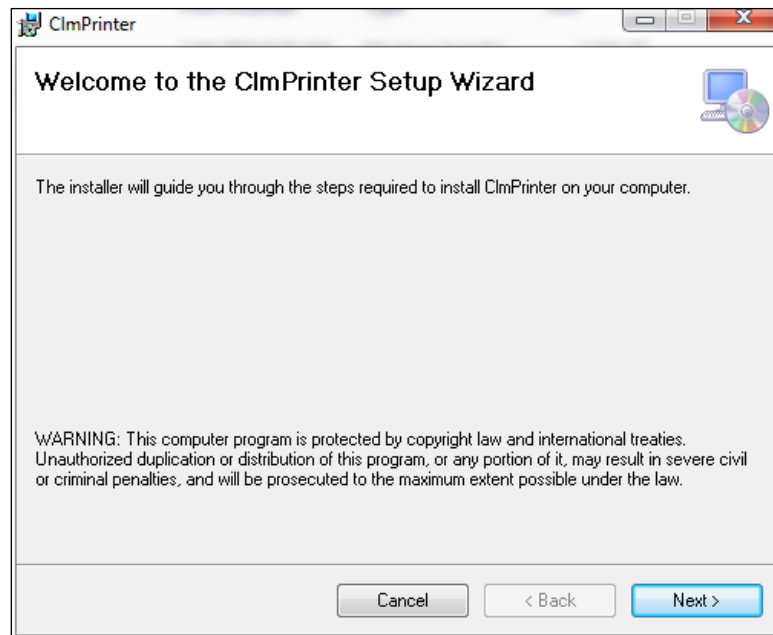 ClmPrinter
Welcome to the ClmPrinter Setup Wizard
The installer will guide you through the steps required to install ClmPrinter on your computer.
WARNING: This computer program is protected by copyright law and international treaties.
Unauthorized duplication or distribution of this program, or any portion of it, may result in severe civil
or criminal penalties, and will be prosecuted to the maximum extent possible under the law.
Cancel
< Back
Next >